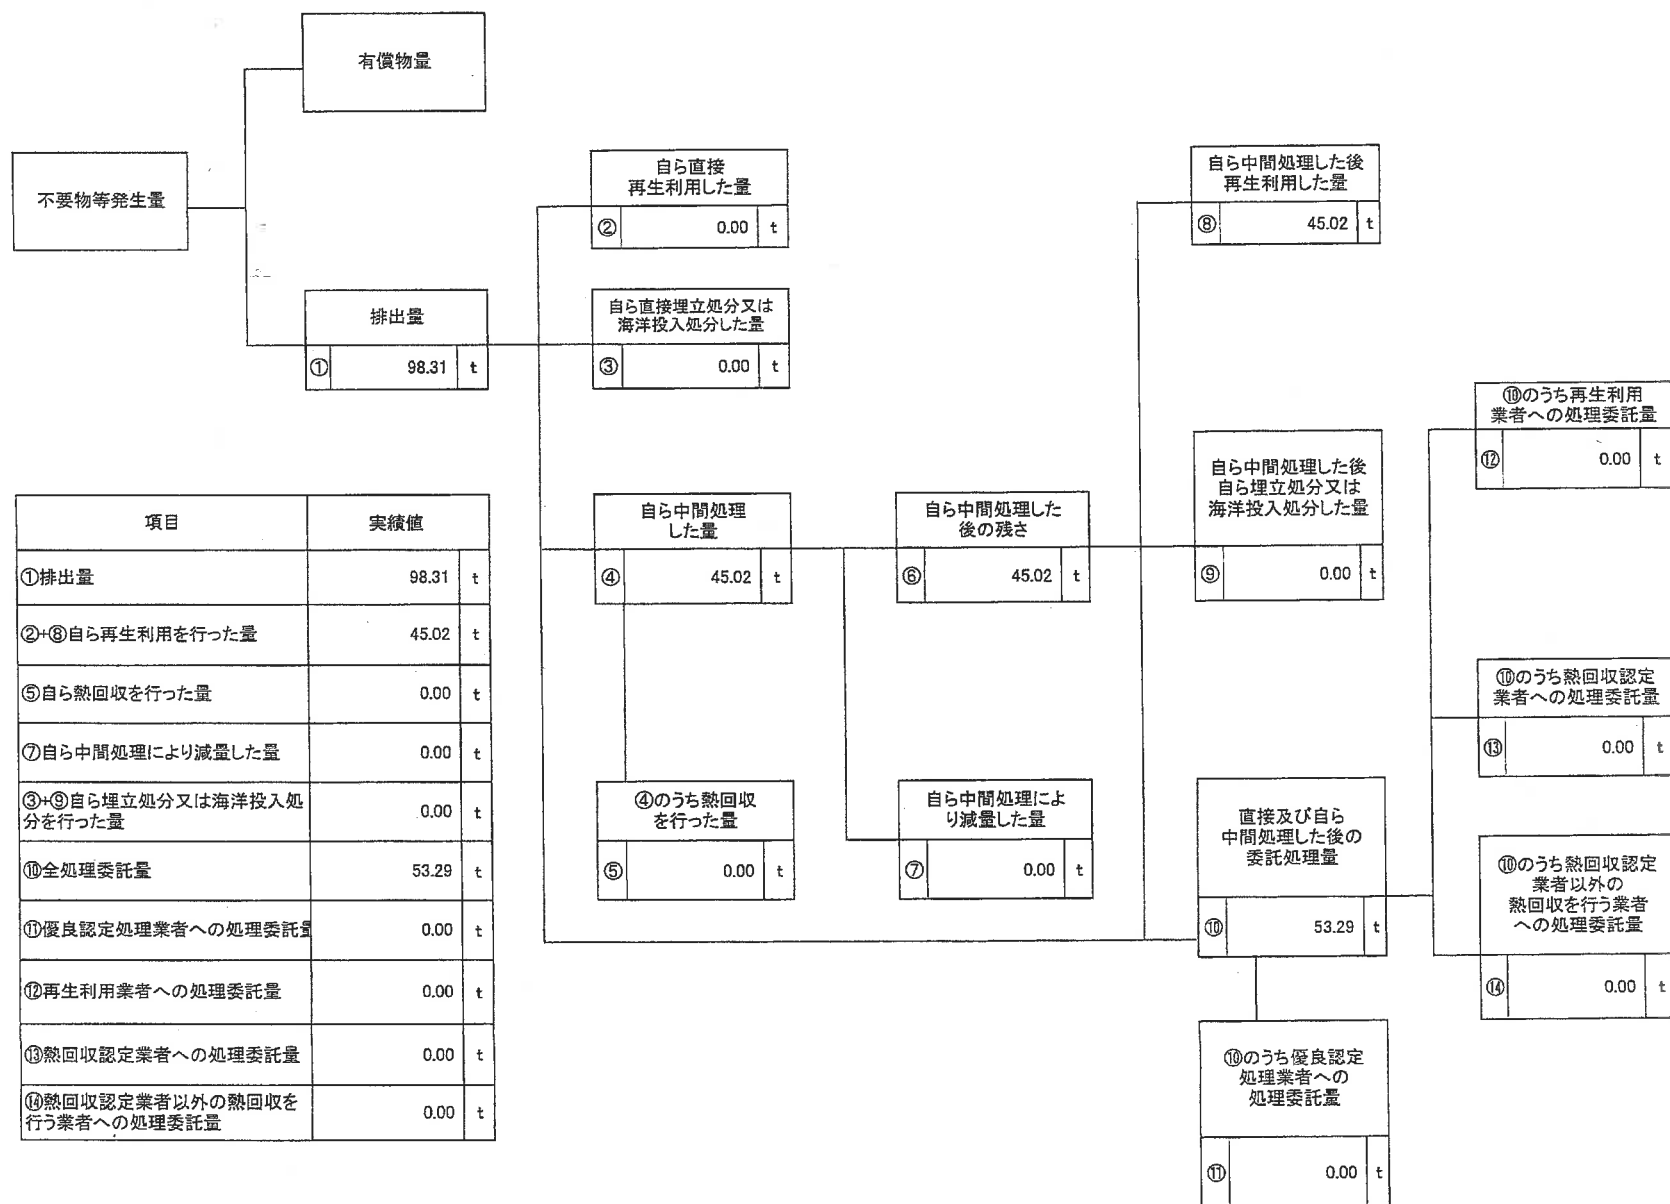 有償物量
不要物等発生量
自ら直接
再生利用した量
② 0.00 t
自ら中間処理した後
再生利用した量
⑧ 45.02 t
排出量
① 98.31 t
自ら直接埋立処分又は
海洋投入処分した量
③ 0.00 t
⑩のうち再生利用
業者への処理委託量
⑫ 0.00 t
自ら中間処理
した量
④ 45.02 t
自ら中間処理した
後の残さ
⑥ 45.02 t
自ら中間処理した後
自ら埋立処分又は
海洋投入処分した量
⑨ 0.00 t
⑩のうち熱回収認定
業者への処理委託量
⑬ 0.00 t
④のうち熱回収
を行った量
⑤ 0.00 t
自ら中間処理によ
り減量した量
⑦ 0.00 t
直接及び自ら
中間処理した後の
委託処理量
⑩ 53.29 t
⑩のうち熱回収認定
業者以外の
熱回収を行う業者
への処理委託量
⑭ 0.00 t
⑩のうち優良認定
処理業者への
処理委託量
⑪ 0.00 t
項目 実績値
①排出量 98.31 t
②+⑧自ら再生利用を行った量 45.02 t
⑤自ら熱回収を行った量 0.00 t
⑦自ら中間処理により減量した量 0.00 t
③+⑨自ら埋立処分又は海洋投入処
分を行った量 0.00 t
⑩全処理委託量 53.29 t
⑪優良認定処理業者への処理委託量 0.00 t
⑫再生利用業者への処理委託量 0.00 t
⑬熱回収認定業者への処理委託量 0.00 t
⑭熱回収認定業者以外の熱回収を
行う業者への処理委託量 0.00 t